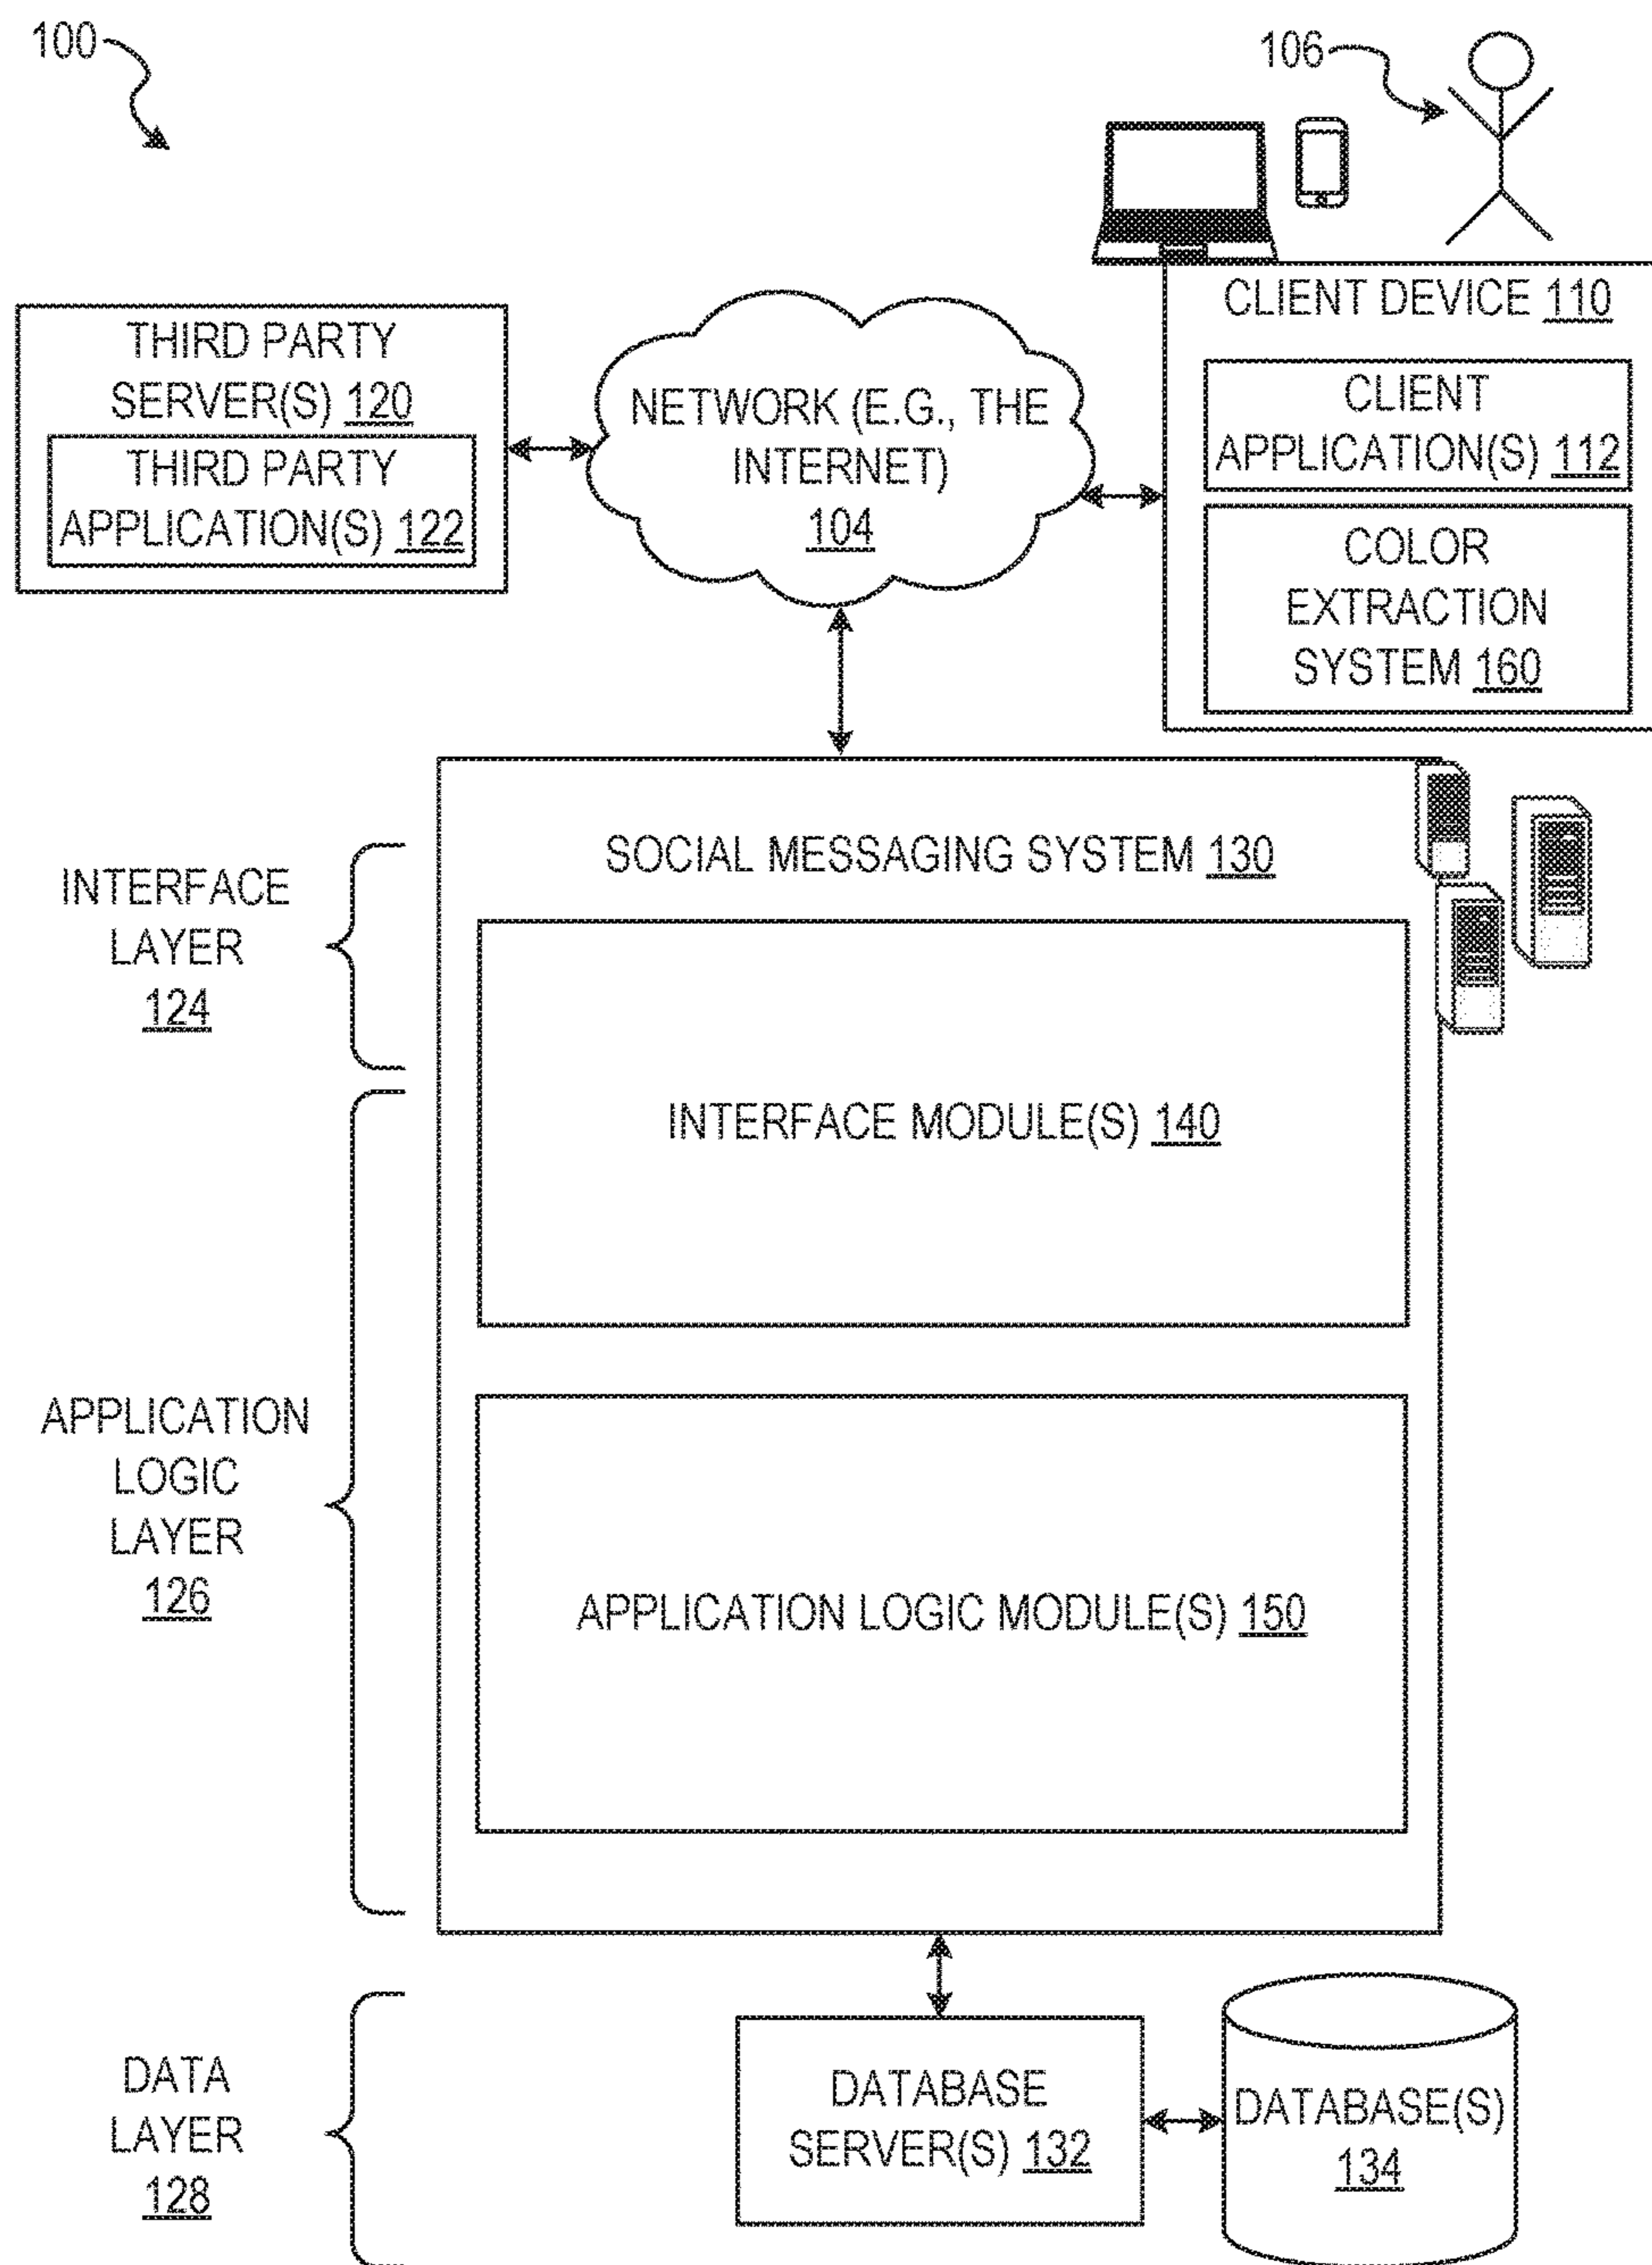 100
106
CLIENT DEVICE 110
THIRD PARTY
SERVER(S) 120
THIRD PARTY
APPLICATION(S) 122
NETWORK (E.G., THE
INTERNET)
104
CLIENT
APPLICATION(S) 112
COLOR
EXTRACTION
SYSTEM 160
SOCIAL MESSAGING SYSTEM 130
INTERFACE
LAYER
124
INTERFACE MODULE(S) 140
APPLICATION
LOGIC
LAYER
126
APPLICATION LOGIC MODULE(S) 150
DATA
LAYER
128
DATABASE
SERVER(S) 132
DATABASE(S)
134